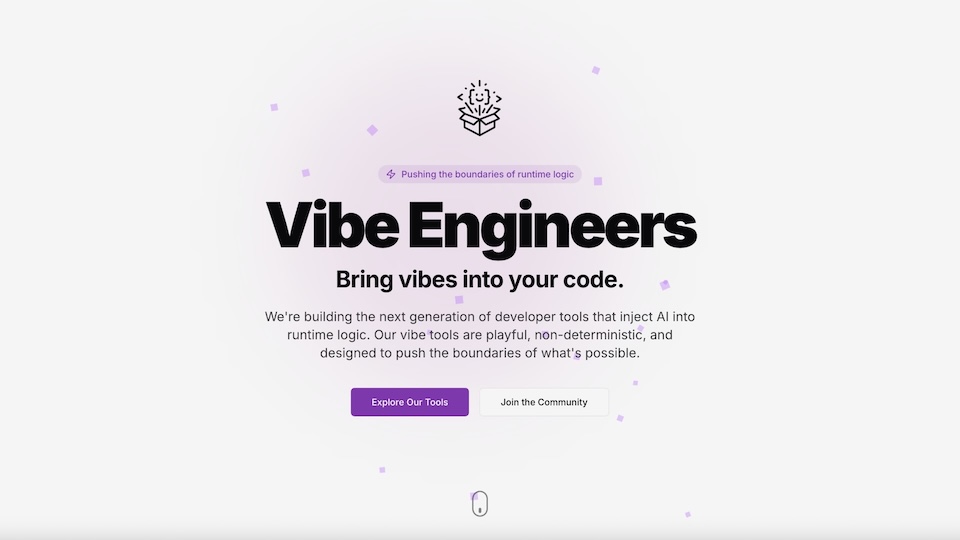 Pushing the boundaries of runtime logic
Vibe Engineers
Bring vibes into your code.
We're building the next generation of developer tools that inject AI into
runtime logic. Our vibe tools are playful, non-deterministic, and
designed to push the boundaries of what's possible.
Explore Our Tools
Join the Community